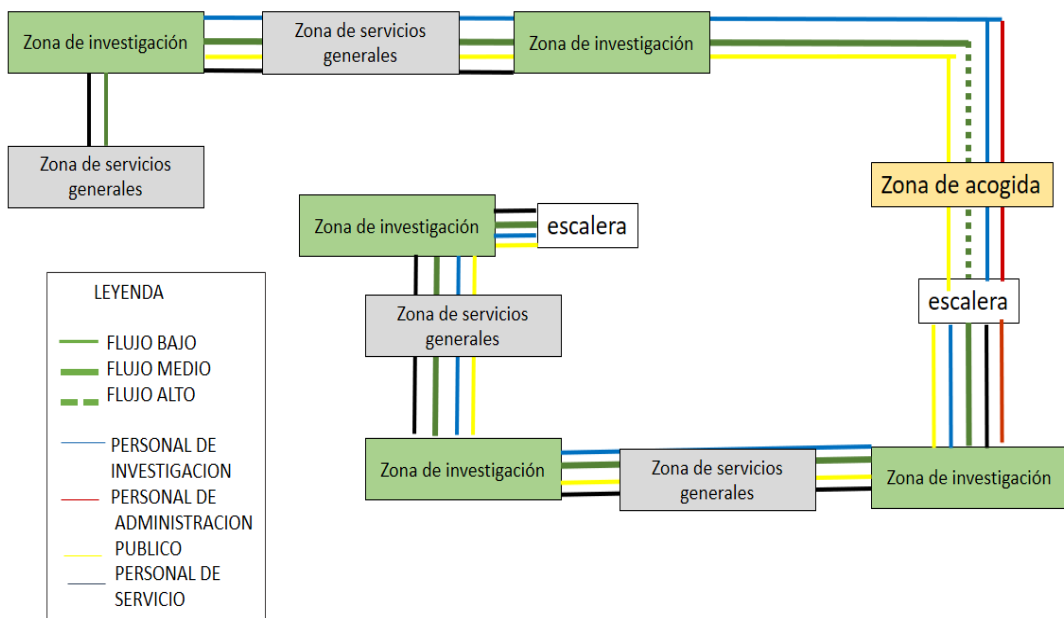 Zona de investigación
Zona de servicios
generales
Zona de investigación
Zona de servicios
generales
Zona de acogida
Zona de investigación
escalera
escalera
Zona de servicios
generales
Zona de investigación
Zona de servicios
generales
Zona de investigación
LEYENDA
FLUJO BAJO
FLUJO MEDIO
FLUJO ALTO
PERSONAL DE
INVESTIGACION
PERSONAL DE
ADMINISTRACION
PUBLICO
PERSONAL DE
SERVICIO